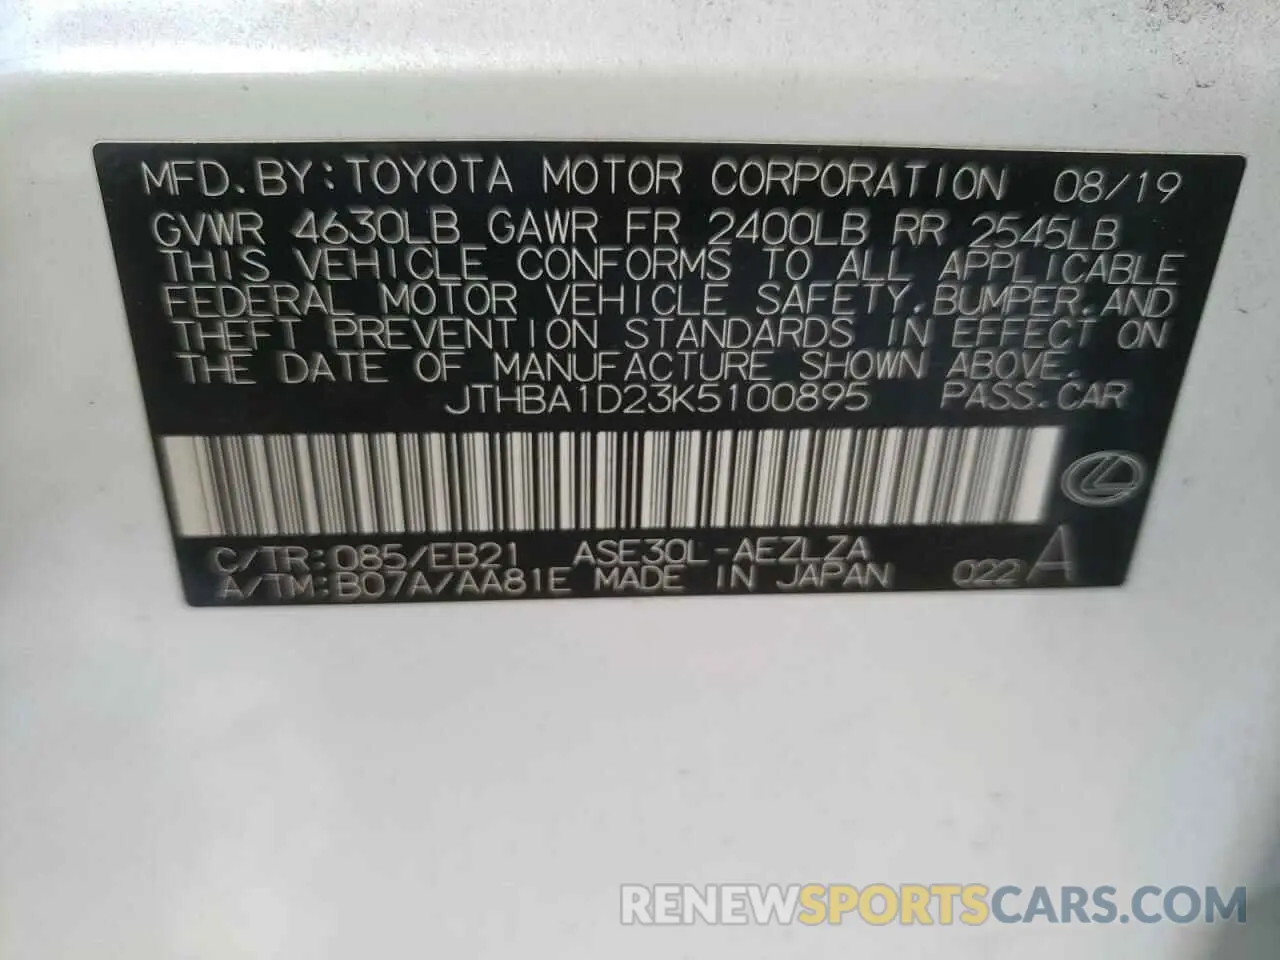 MFD. BY: TOYOTA MOTOR CORPORATION 08/19
GVWR 4630LB GAWR FR 2400LB RR 2545LB
THIS VEHICLE CONFORMS TO ALL APPLICABLE
FEDERAL MOTOR VEHICLE SAFETY,BUMPER,AND
THEFT PREVENTION STANDARDS IN EFFECT ON
THE DATE OF MANUFACTURE SHOWN ABOVE.
JTHBA1D23K5100895 PASS.CAR
C/TR:085/EB21 ASE30L-AEZLZA
A/TM:B07A/AA81E MADE IN JAPAN 022 A
RENEWSPORTSCARS.COM